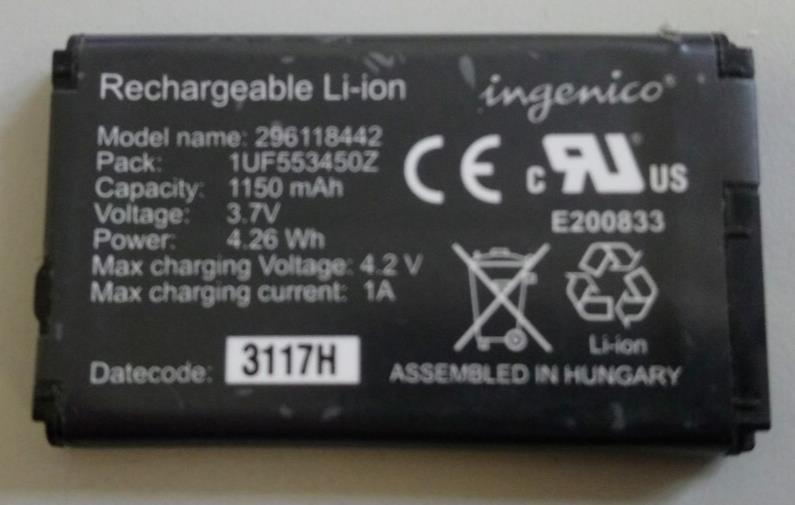 Rechargeable Li-ion ingenico®
Model name: 296118442
Pack: 1UF553450Z
Capacity: 1150 mAh
Voltage: 3.7V
Power: 4.26 Wh
Max charging Voltage: 4.2 V
Max charging current: 1A
CE c RU US
E200833
Li-ion
Datecode: 3117H
ASSEMBLED IN HUNGARY